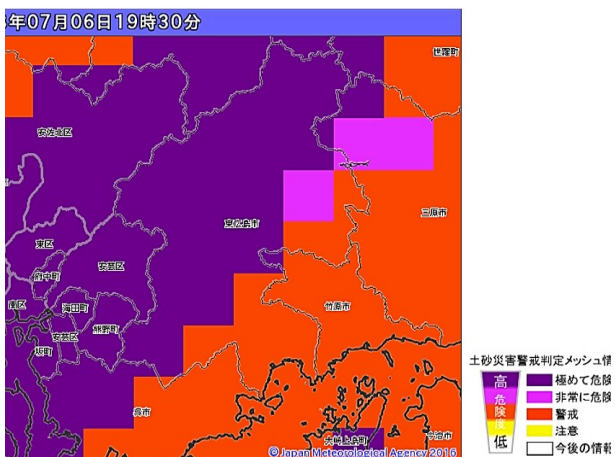 年07月06日19時30分
世羅町
安佐北区
三原市
東広島市
東区
安芸区
府中町
南区
海田町
竹原市
熊野町
安芸区
坂町
呉市
大崎上島町
今治市
© Japan Meteorological Agency 2016
土砂災害警戒判定メッシュ情
高
危険度
低
極めて危険
非常に危険
警戒
注意
今後の情報